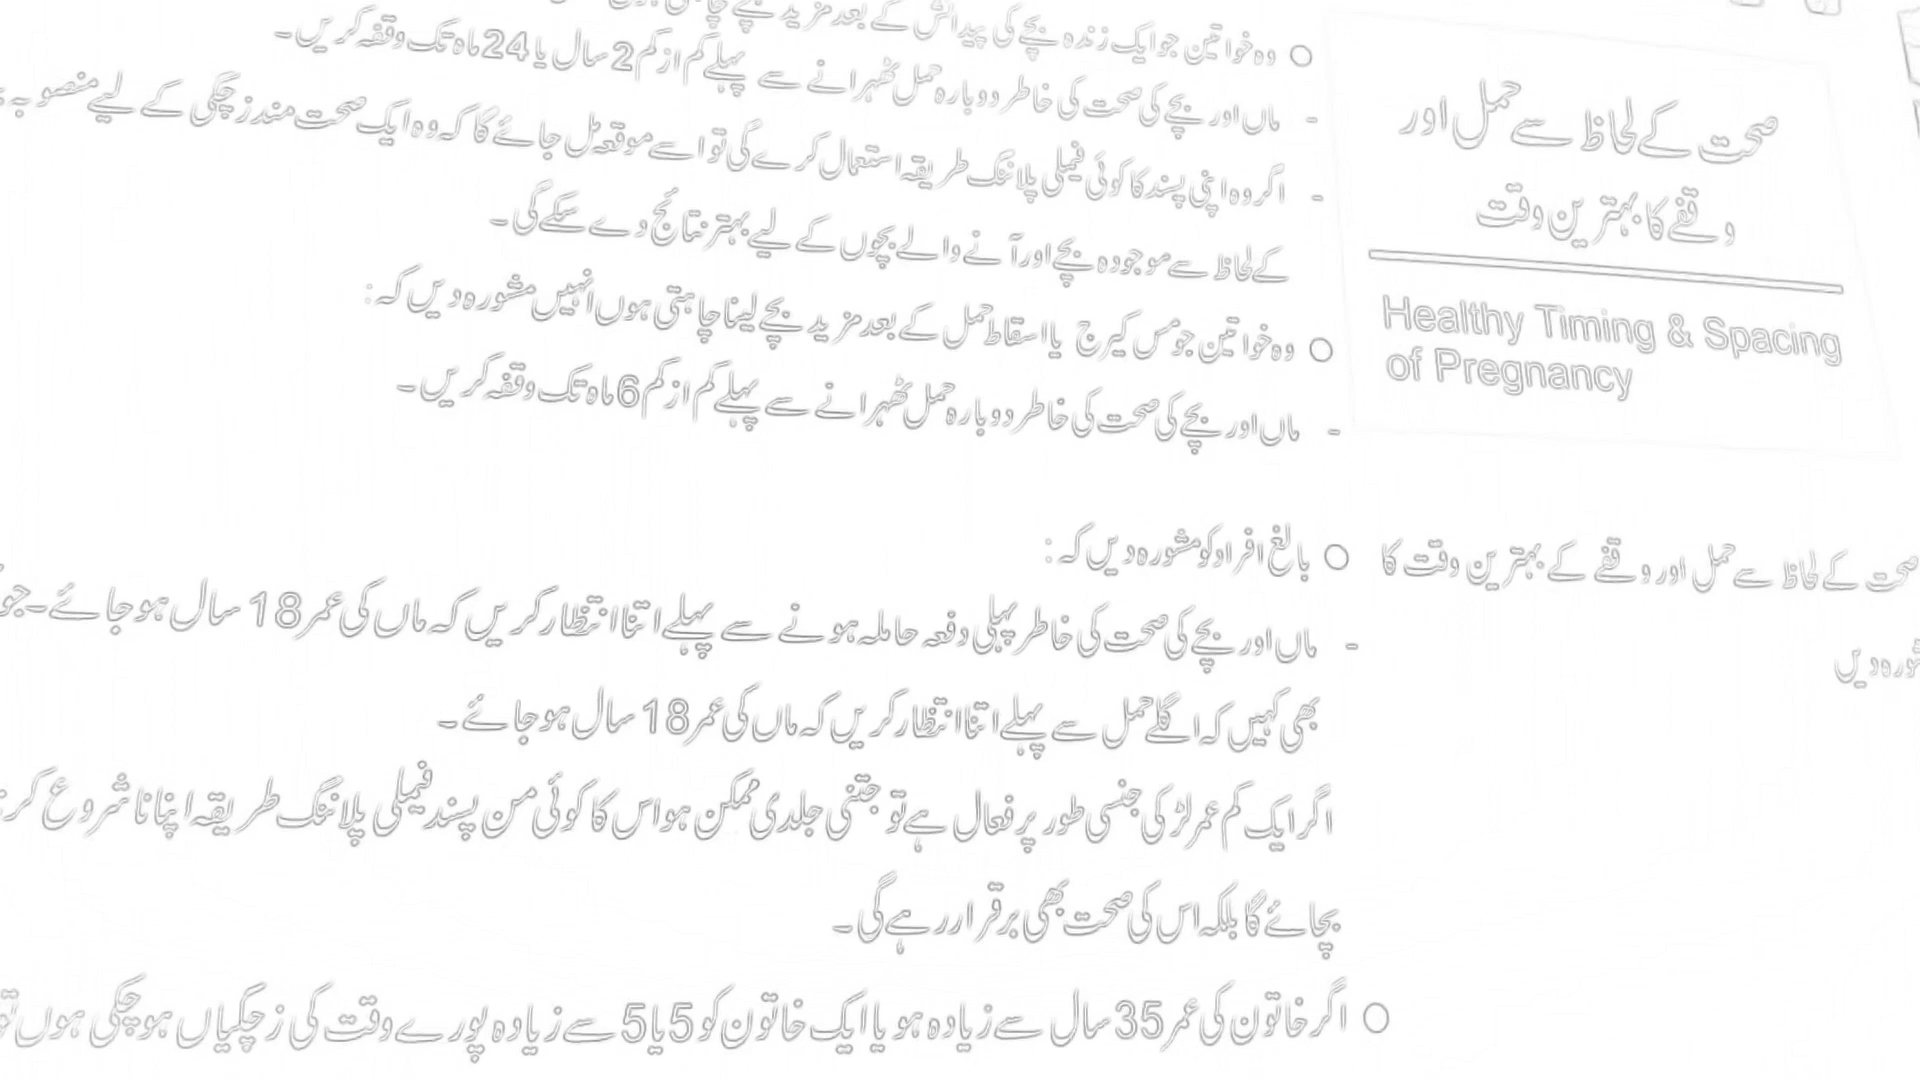 صحت کے لحاظ سے حمل اور
وقفے کا بہترین وقت
Healthy Timing & Spacing
of Pregnancy
وہ خواتین جو ایک زندہ بچے کی پیدائش کے بعد مزید بچے
- ماں اور بچے کی صحت کی خاطر دوبارہ حمل ٹھہرانے سے پہلے کم از کم 2 سال یا 24 ماہ تک وقفہ کریں۔
- اگر وہ اپنی پسند کا کوئی فیملی پلاننگ طریقہ استعمال کرے گی تو اسے موقعہ مل جائے گا کہ وہ ایک صحت مند زچگی کے لیے منصوبہ
کے لحاظ سے موجودہ بچے اور آنے والے بچوں کے لیے بہتر نتائج دے سکے گی۔
وہ خواتین جو مس کیرج یا اسقاط حمل کے بعد مزید بچے لینا چاہتی ہوں انہیں مشورہ دیں کہ:
- ماں اور بچے کی صحت کی خاطر دوبارہ حمل ٹھہرانے سے پہلے کم از کم 6 ماہ تک وقفہ کریں۔
صحت کے لحاظ سے حمل اور وقفے کے بہترین وقت کا
مشورہ دیں
بالغ افراد کو مشورہ دیں کہ:
- ماں اور بچے کی صحت کی خاطر پہلی دفعہ حاملہ ہونے سے پہلے اتنا انتظار کریں کہ ماں کی عمر 18 سال ہو جائے۔ جو
بھی کہیں کہ اگلے حمل سے پہلے اتنا انتظار کریں کہ ماں کی عمر 18 سال ہو جائے۔
اگر ایک کم عمر لڑکی جنسی طور پر فعال ہے تو جتنی جلدی ممکن ہو اس کا کوئی من پسند فیملی پلاننگ طریقہ اپنانا شروع
بچائے گا بلکہ اس کی صحت بھی برقرار رہے گی۔
اگر خاتون کی عمر 35 سال سے زیادہ ہو یا ایک خاتون کو 5 یا 5 سے زیادہ پورے وقت کی زچگیاں ہو چکی ہوں تو